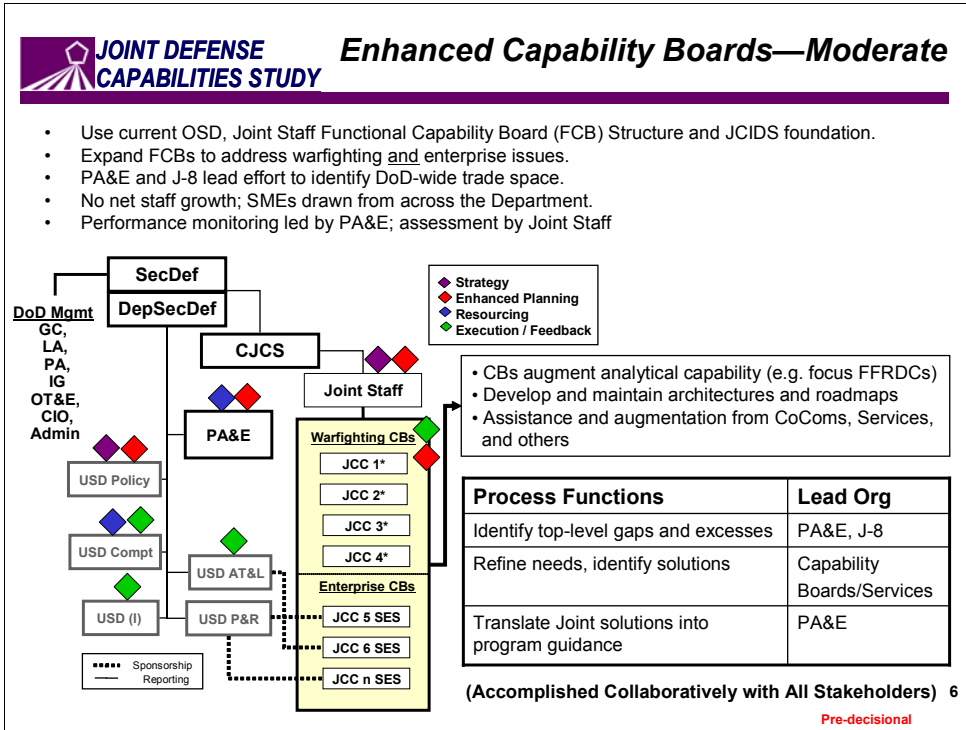 JOINT DEFENSE
CAPABILITIES STUDY
Enhanced Capability Boards—Moderate
• Use current OSD, Joint Staff Functional Capability Board (FCB) Structure and JCIDS foundation.
• Expand FCBs to address warfighting and enterprise issues.
• PA&E and J-8 lead effort to identify DoD-wide trade space.
• No net staff growth; SMEs drawn from across the Department.
• Performance monitoring led by PA&E; assessment by Joint Staff
SecDef
DepSecDef
DoD Mgmt
GC,
LA,
PA,
IG
OT&E,
CIO,
Admin
CJCS
Joint Staff
Strategy
Enhanced Planning
Resourcing
Execution / Feedback
PA&E
USD Policy
USD Compt
USD AT&L
USD (I)
USD P&R
Sponsorship
Reporting
Warfighting CBs
JCC 1*
JCC 2*
JCC 3*
JCC 4*
Enterprise CBs
JCC 5 SES
JCC 6 SES
JCC n SES
• CBs augment analytical capability (e.g. focus FFRDCs)
• Develop and maintain architectures and roadmaps
• Assistance and augmentation from CoComs, Services,
and others
Process Functions Lead Org
Identify top-level gaps and excesses PA&E, J-8
Refine needs, identify solutions Capability
Boards/Services
Translate Joint solutions into PA&E
program guidance
(Accomplished Collaboratively with All Stakeholders) 6
Pre-decisional